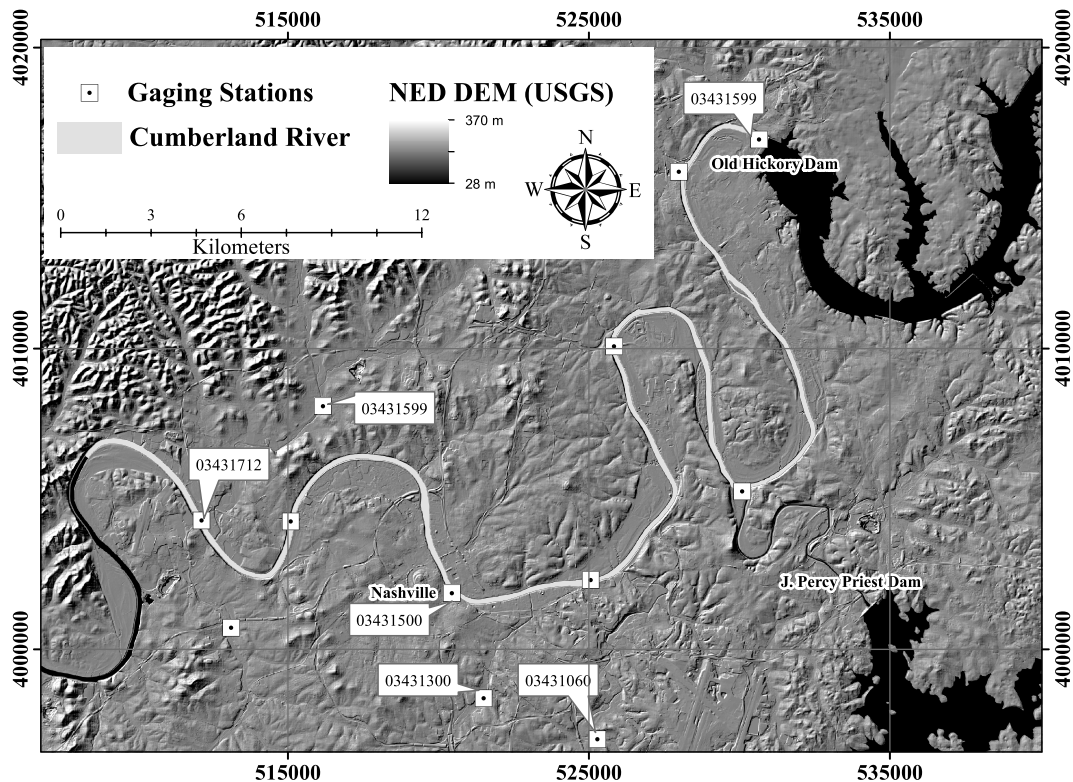 515000
525000
535000
4020000
4020000
Gaging Stations
Cumberland River
NED DEM (USGS)
370 m
28 m
N
W
E
S
0
3
6
12
Kilometers
03431599
Old Hickory Dam
4010000
4010000
03431599
03431712
Nashville
03431500
J. Percy Priest Dam
4000000
4000000
03431300
03431060
515000
525000
535000